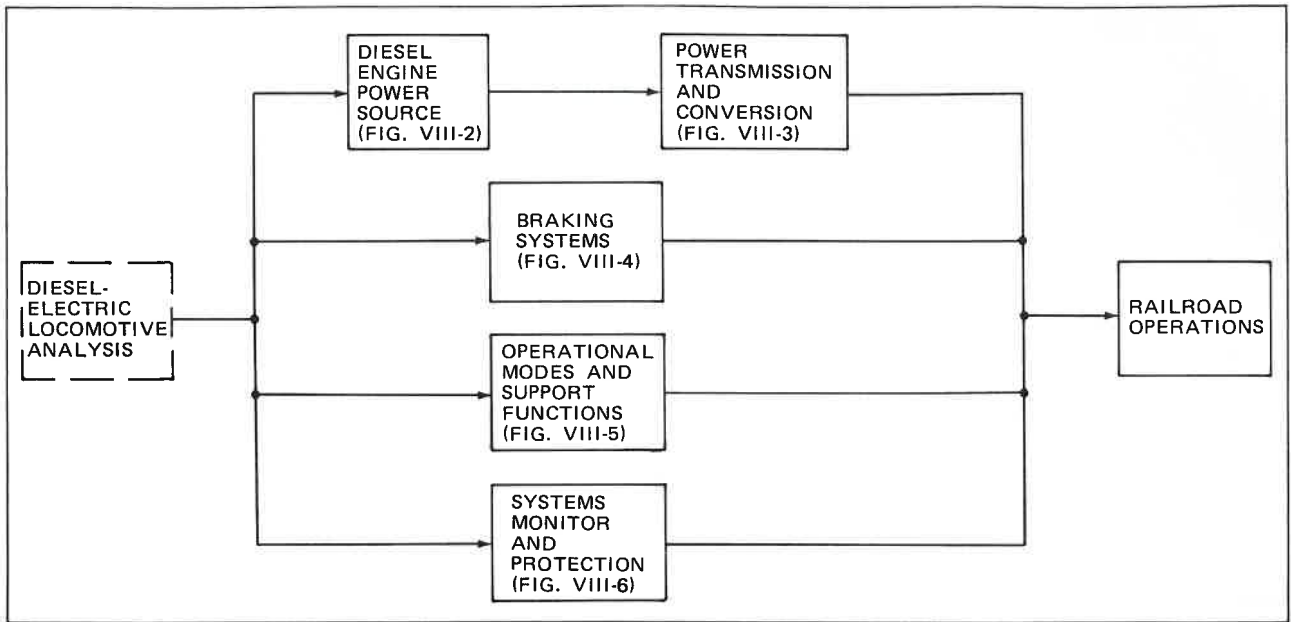 DIESEL
ENGINE
POWER
SOURCE
(FIG. VIII-2)
POWER
TRANSMISSION
AND
CONVERSION
(FIG. VIII-3)
BRAKING
SYSTEMS
(FIG. VIII-4)
DIESEL-
ELECTRIC
LOCOMOTIVE
ANALYSIS
RAILROAD
OPERATIONS
OPERATIONAL
MODES AND
SUPPORT
FUNCTIONS
(FIG. VIII-5)
SYSTEMS
MONITOR
AND
PROTECTION
(FIG. VIII-6)